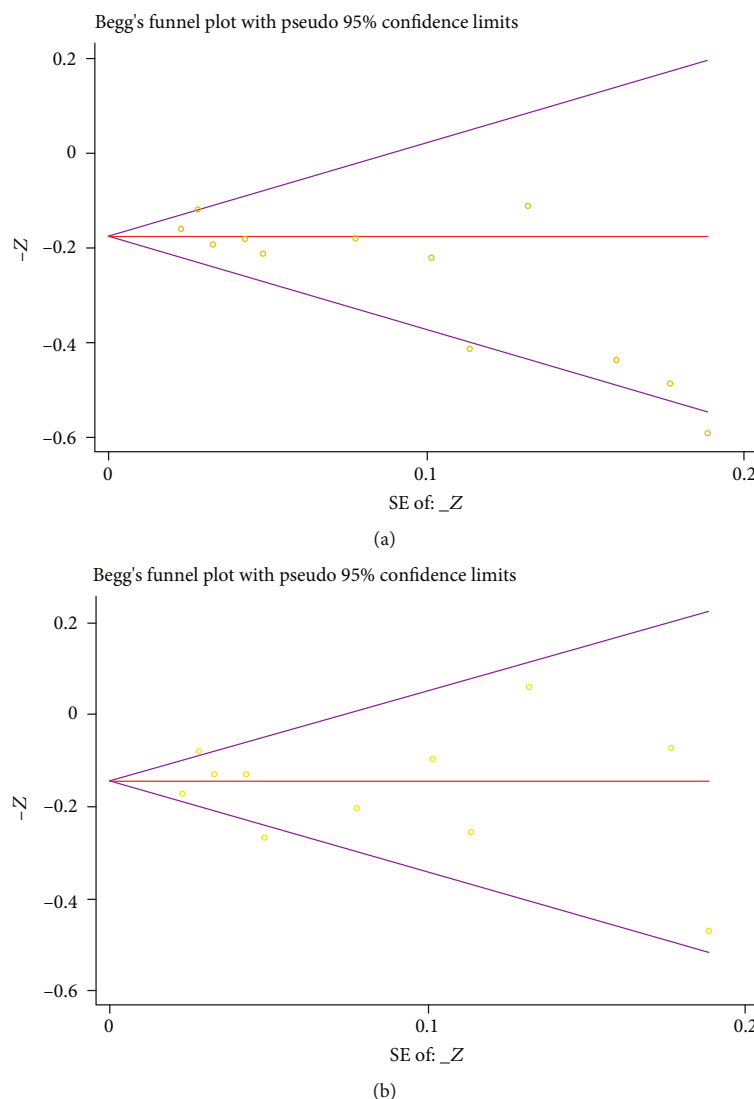 Begg's funnel plot with pseudo 95% confidence limits
0.2
0
–Z
–0.2
–0.4
–0.6
0
0.1
0.2
SE of: _Z
(a)
Begg's funnel plot with pseudo 95% confidence limits
0.2
0
–Z
–0.2
–0.4
–0.6
0
0.1
0.2
SE of: _Z
(b)